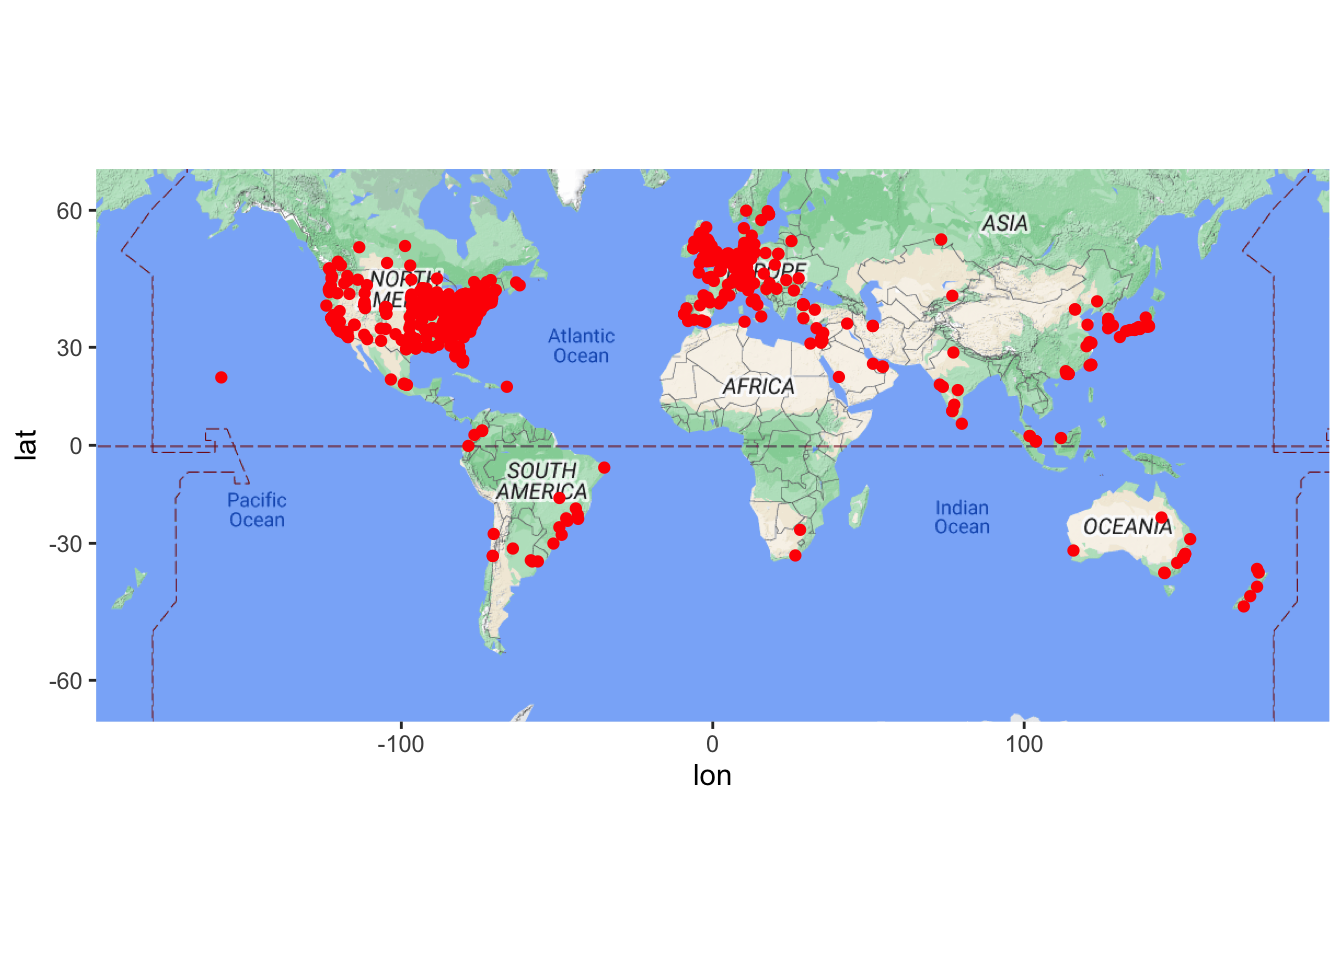 60
30
0
-30
-60
lat
ASIA
NORTH
AMERICA
EUROPE
Atlantic
Ocean
AFRICA
SOUTH
AMERICA
Pacific
Ocean
Indian
Ocean
OCEANIA
-100
0
100
lon